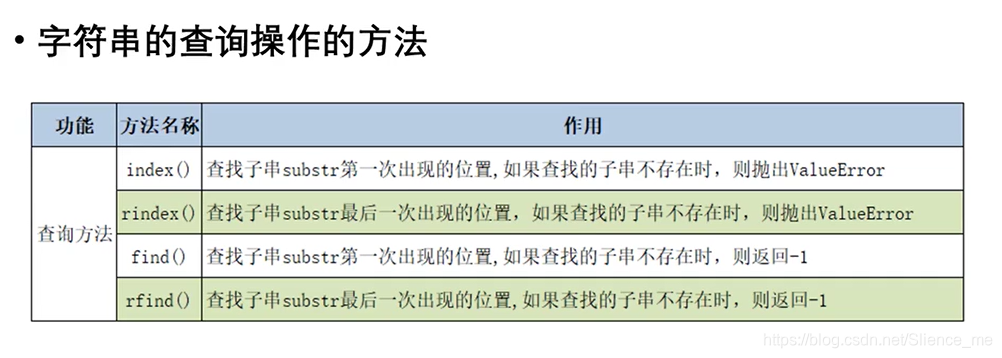 • 字符串的查询操作的方法
功能 方法名称 作用
查询方法
index() 查找子串substr第一次出现的位置,如果查找的子串不存在时，则抛出ValueError
rindex() 查找子串substr最后一次出现的位置，如果查找的子串不存在时，则抛出ValueError
find() 查找子串substr第一次出现的位置,如果查找的子串不存在时，则返回-1
rfind() 查找子串substr最后一次出现的位置,如果查找的子串不存在时，则返回-1
https://blog.csdn.net/Slience_me